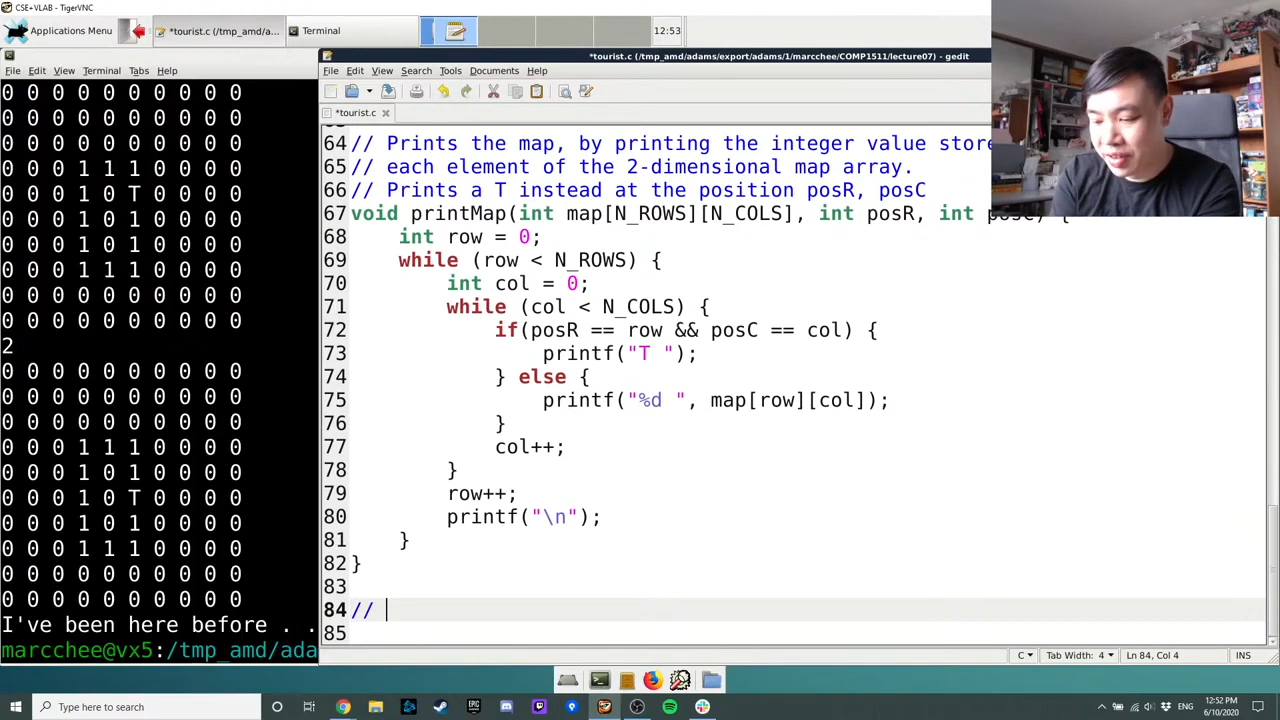 CSE+VLAB - TigerVNC
Applications Menu
*tourist.c (/tmp_amd/a...
Terminal
12:53
*tourist.c (/tmp_amd/adams/export/adams/1/marcchee/COMP1511/lecture07) - gedit
File Edit View Terminal Tabs Help
File Edit View Search Tools Documents Help
*tourist.c
0 0 0 0 0 0 0 0 0 0
0 0 0 0 0 0 0 0 0 0
0 0 0 0 0 0 0 0 0 0
0 0 0 1 1 1 0 0 0 0
0 0 0 1 0 T 0 0 0 0
0 0 0 1 0 1 0 0 0 0
0 0 0 1 0 1 0 0 0 0
0 0 0 1 1 1 0 0 0 0
0 0 0 0 0 0 0 0 0 0
0 0 0 0 0 0 0 0 0 0
2
0 0 0 0 0 0 0 0 0 0
0 0 0 0 0 0 0 0 0 0
0 0 0 0 0 0 0 0 0 0
0 0 0 1 1 1 0 0 0 0
0 0 0 1 0 1 0 0 0 0
0 0 0 1 0 T 0 0 0 0
0 0 0 1 0 1 0 0 0 0
0 0 0 1 1 1 0 0 0 0
0 0 0 0 0 0 0 0 0 0
0 0 0 0 0 0 0 0 0 0
I've been here before . .
marcchee@vx5:/tmp_amd/ada
64 // Prints the map, by printing the integer value store
65 // each element of the 2-dimensional map array.
66 // Prints a T instead at the position posR, posC
67 void printMap(int map[N_ROWS][N_COLS], int posR, int posC) {
68 int row = 0;
69 while (row < N_ROWS) {
70 int col = 0;
71 while (col < N_COLS) {
72 if(posR == row && posC == col) {
73 printf("T ");
74 } else {
75 printf("%d ", map[row][col]);
76 }
77 col++;
78 }
79 row++;
80 printf("\n");
81 }
82 }
83
84 //
85
C Tab Width: 4 Ln 84, Col 4 INS
Type here to search
ENG
12:52 PM
6/10/2020